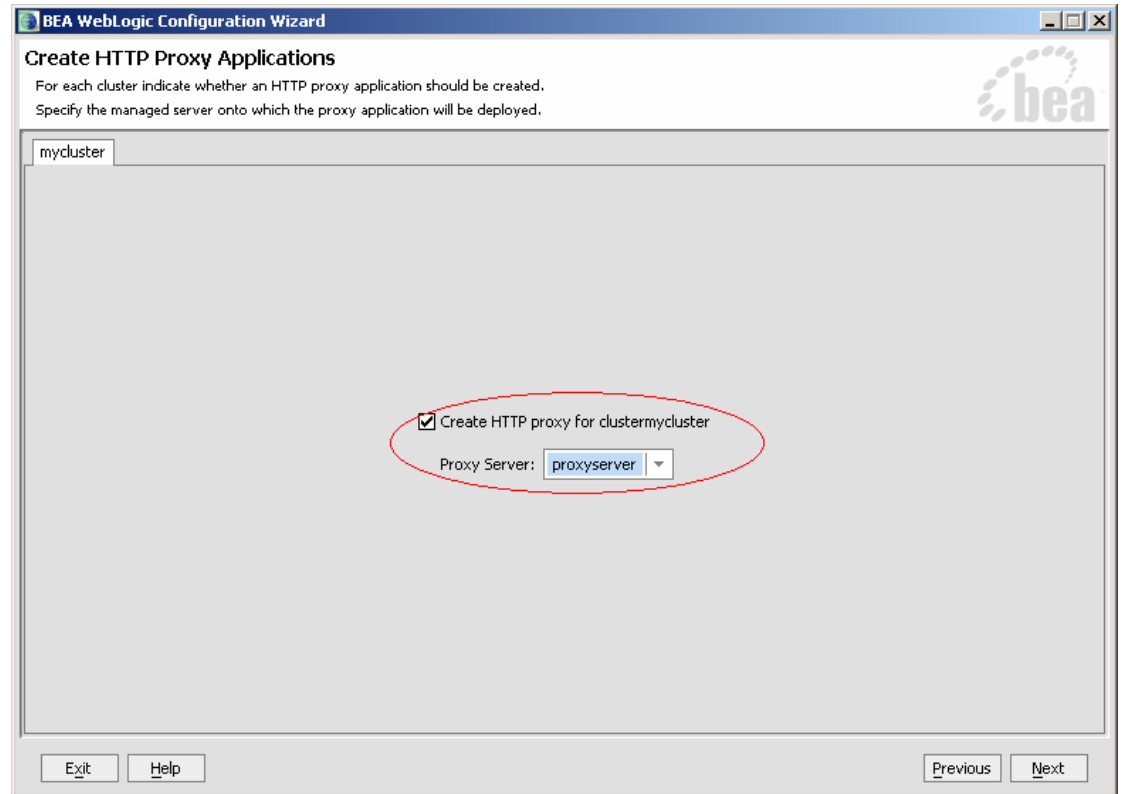 BEA WebLogic Configuration Wizard
Create HTTP Proxy Applications
For each cluster indicate whether an HTTP proxy application should be created.
Specify the managed server onto which the proxy application will be deployed.
bea
mycluster
Create HTTP proxy for clustermycluster
Proxy Server: proxyserver
Exit Help Previous Next